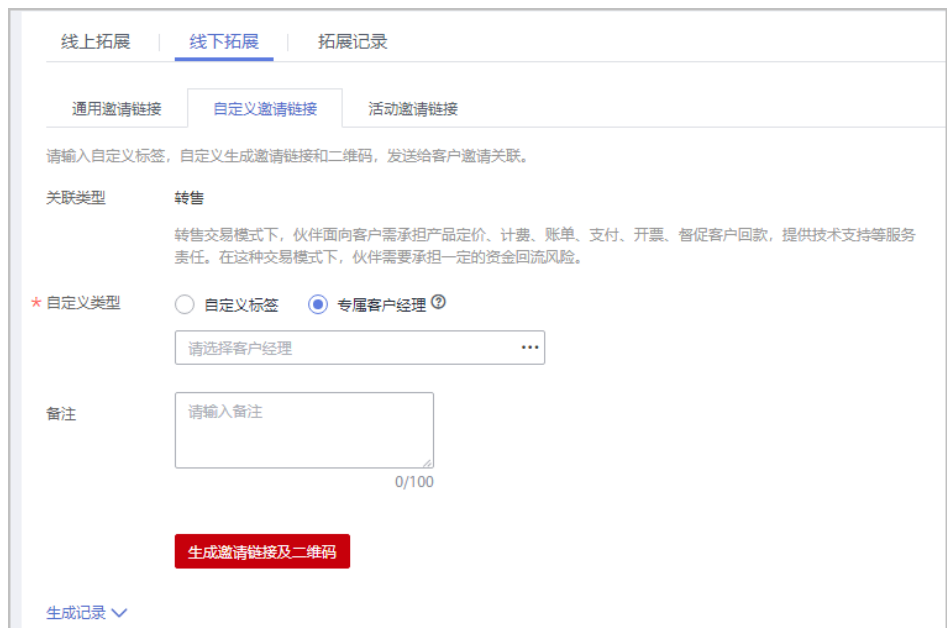 线上拓展 线下拓展 拓展记录
通用邀请链接 自定义邀请链接 活动邀请链接
请输入自定义标签，自定义生成邀请链接和二维码，发送给客户邀请关联。
关联类型 转售
转售交易模式下，伙伴面向客户需承担产品定价、计费、账单、支付、开票、督促客户回款，提供技术支持等服务
责任。在这种交易模式下，伙伴需要承担一定的资金回流风险。
* 自定义类型 自定义标签 专属客户经理 ?
请选择客户经理 ...
备注 请输入备注
0/100
生成邀请链接及二维码
生成记录